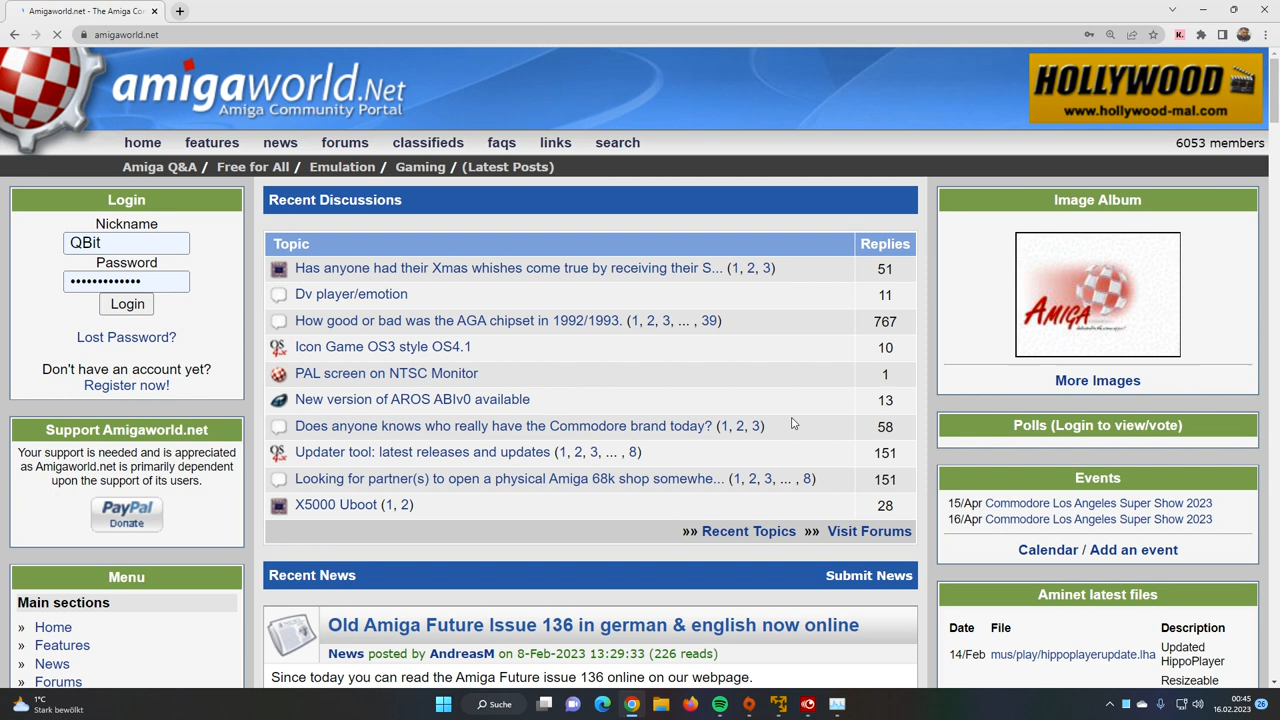 Amigaworld.net - The Amiga Co
amigaworld.net
amigaworld.Net
Amiga Community Portal
HOLLYWOOD
www.hollywood-mal.com
home features news forums classifieds faqs links search
6053 members
Amiga Q&A / Free for All / Emulation / Gaming / (Latest Posts)
Login
Nickname
QBit
Password
•••••••••••••
Login
Lost Password?
Don't have an account yet?
Register now!
Support Amigaworld.net
Your support is needed and is appreciated
as Amigaworld.net is primarily dependent
upon the support of its users.
PayPal
Donate
Menu
Main sections
» Home
» Features
» News
» Forums
Recent Discussions
Topic Replies
Has anyone had their Xmas whishes come true by receiving their S... (1, 2, 3) 51
Dv player/emotion 11
How good or bad was the AGA chipset in 1992/1993. (1, 2, 3, ... , 39) 767
Icon Game OS3 style OS4.1 10
PAL screen on NTSC Monitor 1
New version of AROS ABIv0 available 13
Does anyone knows who really have the Commodore brand today? (1, 2, 3) 58
Updater tool: latest releases and updates (1, 2, 3, ... , 8) 151
Looking for partner(s) to open a physical Amiga 68k shop somewhe... (1, 2, 3, ... , 8) 151
X5000 Uboot (1, 2) 28
»» Recent Topics »» Visit Forums
Recent News Submit News
Old Amiga Future Issue 136 in german & english now online
News posted by AndreasM on 8-Feb-2023 13:29:33 (226 reads)
Since today you can read the Amiga Future issue 136 online on our webpage.
Image Album
AMIGA
More Images
Polls (Login to view/vote)
Events
15/Apr Commodore Los Angeles Super Show 2023
16/Apr Commodore Los Angeles Super Show 2023
Calendar / Add an event
Aminet latest files
Date File Description
14/Feb mus/play/hippoplayerupdate.lha Updated
HippoPlayer
Resizeable
1°C
Stark bewölkt
Suche
00:45
16.02.2023
26